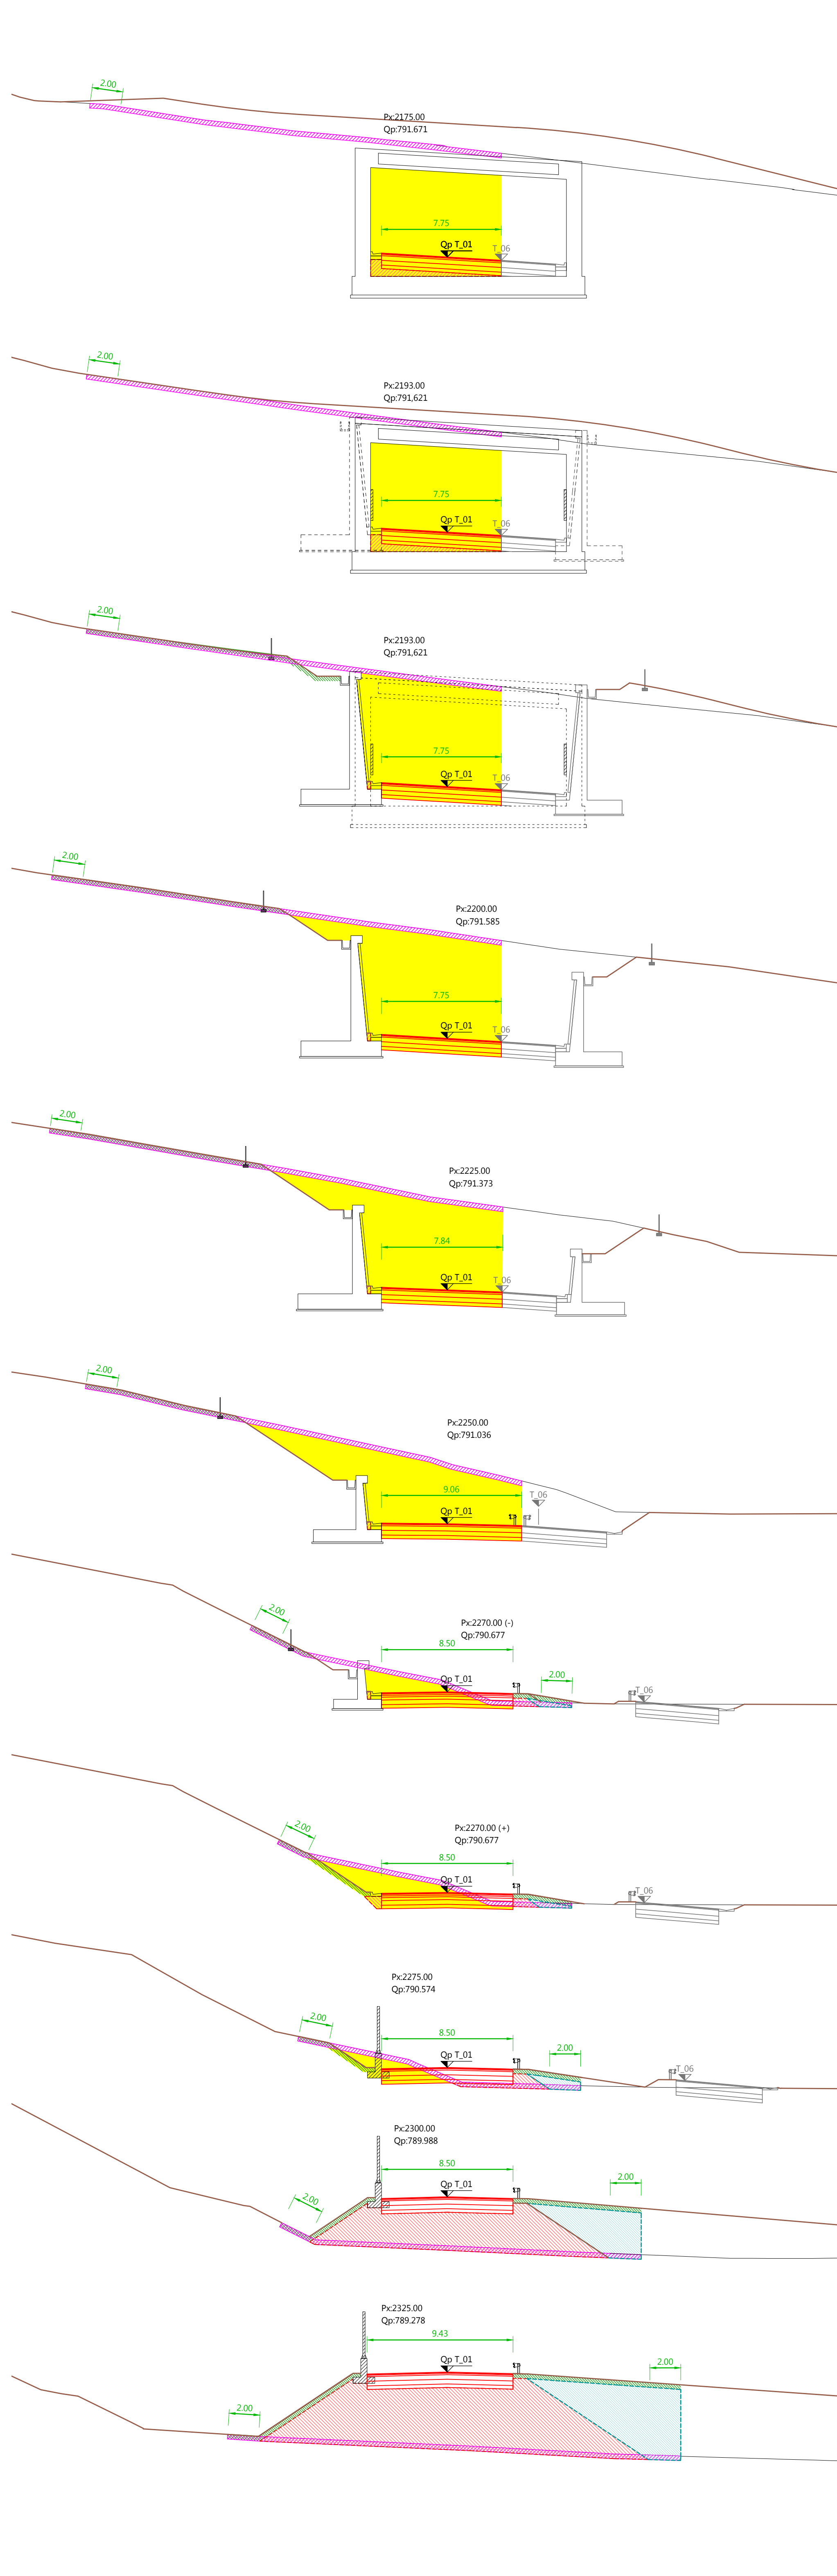 2.00
Px:2175.00
Qp:791.671
7.75
Qp T_01
T_06
2.00
Px:2193.00
Qp:791,621
7.75
Qp T_01
T_06
2.00
Px:2193.00
Qp:791,621
7.75
Qp T_01
T_06
2.00
Px:2200.00
Qp:791.585
7.75
Qp T_01
T_06
2.00
Px:2225.00
Qp:791.373
7.84
Qp T_01
T_06
2.00
Px:2250.00
Qp:791.036
9.06
T_06
Qp T_01
2.00
Px:2270.00 (-)
Qp:790.677
8.50
2.00
Qp T_01
T_06
2.00
Px:2270.00 (+)
Qp:790.677
8.50
Qp T_01
T_06
Px:2275.00
Qp:790.574
2.00
8.50
2.00
Qp T_01
T_06
Px:2300.00
Qp:789.988
8.50
2.00
Qp T_01
2.00
Px:2325.00
Qp:789.278
9.43
Qp T_01
2.00
2.00